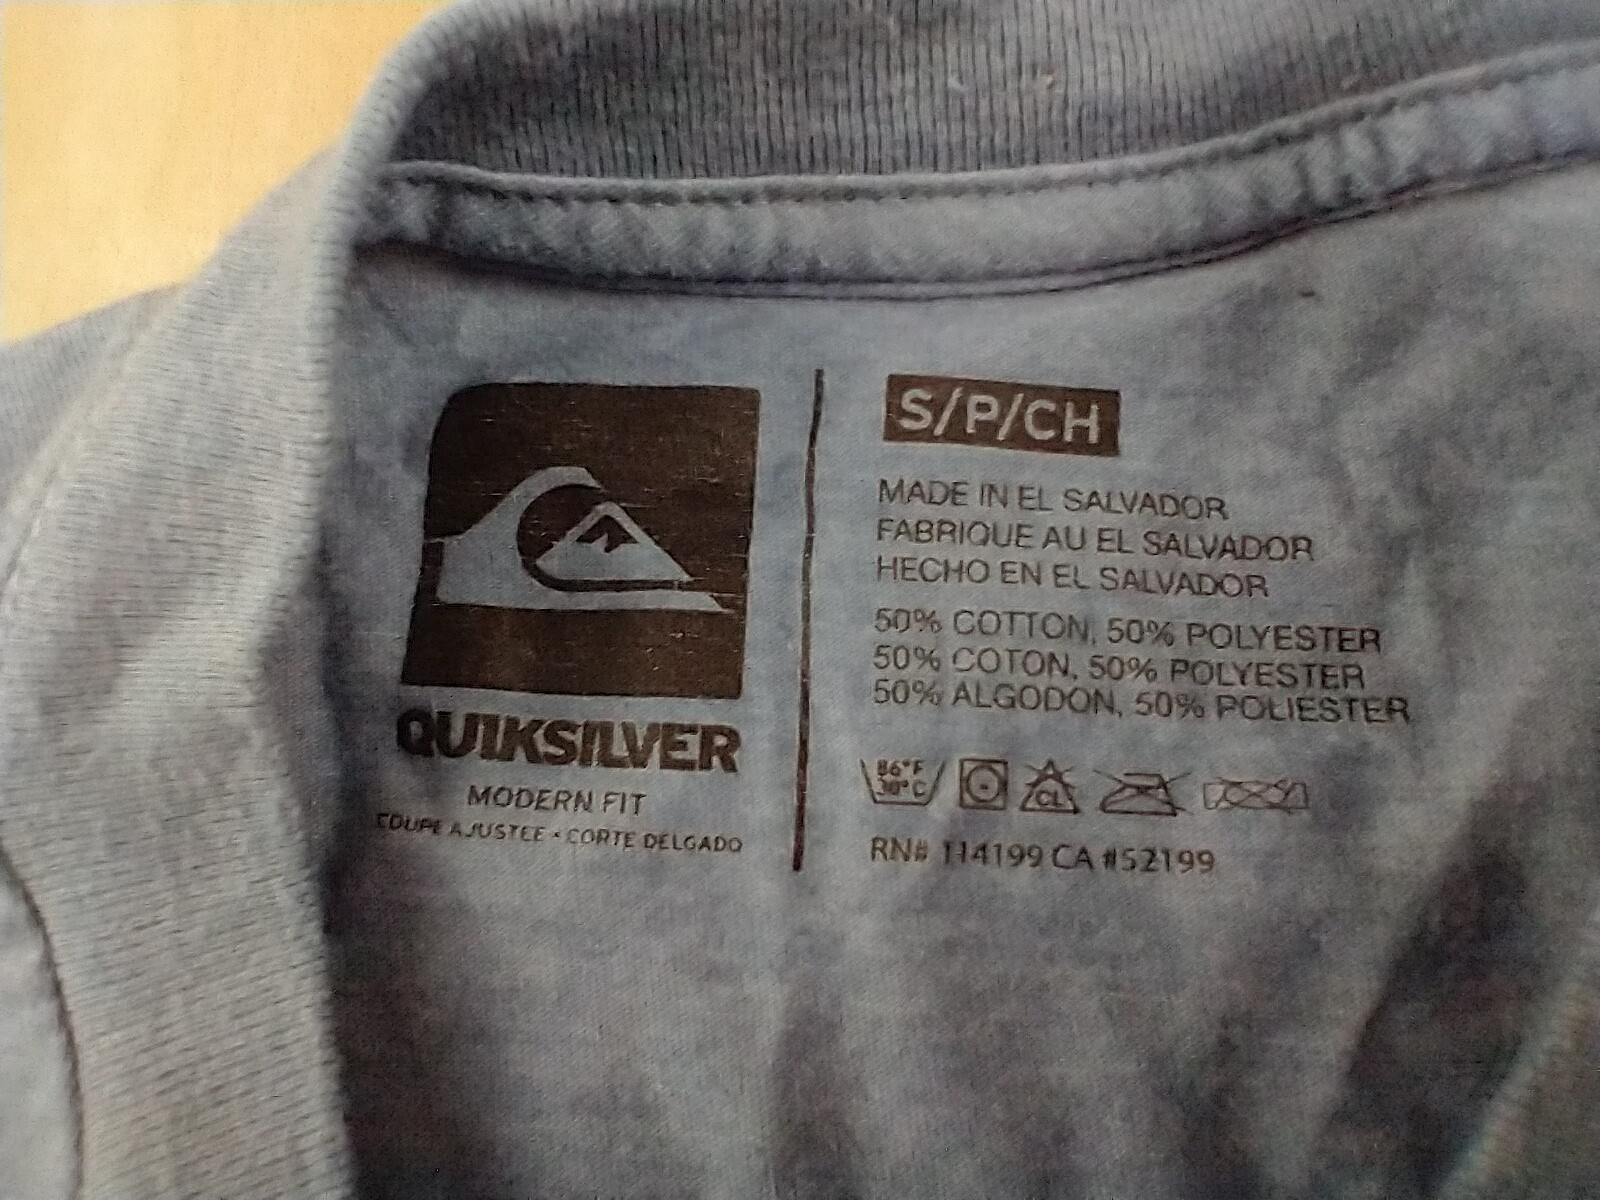 QUIKSILVER
MODERN FIT
COUPE AJUSTEE • CORTE DELGADO
S/P/CH
MADE IN EL SALVADOR
FABRIQUE AU EL SALVADOR
HECHO EN EL SALVADOR
50% COTTON, 50% POLYESTER
50% COTON, 50% POLYESTER
50% ALGODON, 50% POLIESTER
86°F
30°C
CL
RN# 114199 CA #52199